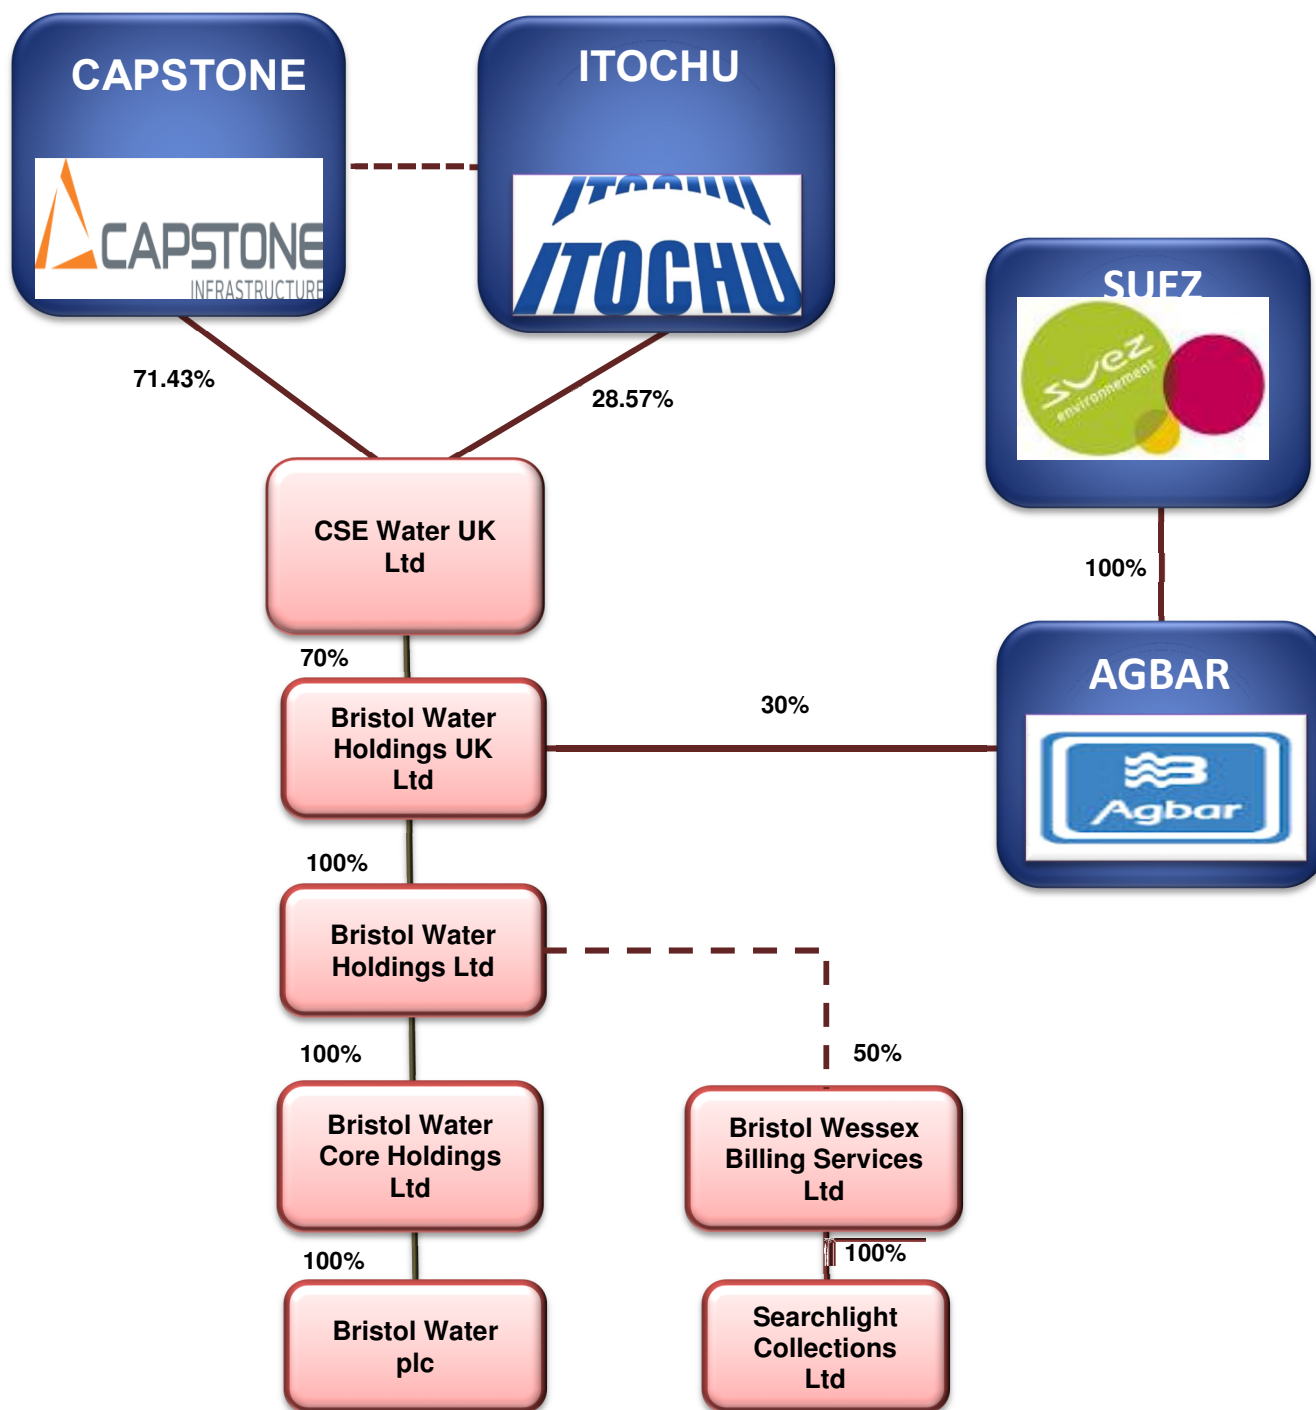 CAPSTONE
CAPSTONE
INFRASTRUCTURE
ITOCHU
ITOCHU
ITOCHU
SUEZ
suez
environnement
71.43%
28.57%
CSE Water UK
Ltd
100%
70%
AGBAR
Agbar
Bristol Water
Holdings UK
Ltd
30%
100%
Bristol Water
Holdings Ltd
100%
50%
Bristol Water
Core Holdings
Ltd
Bristol Wessex
Billing Services
Ltd
100%
100%
Bristol Water
plc
Searchlight
Collections
Ltd